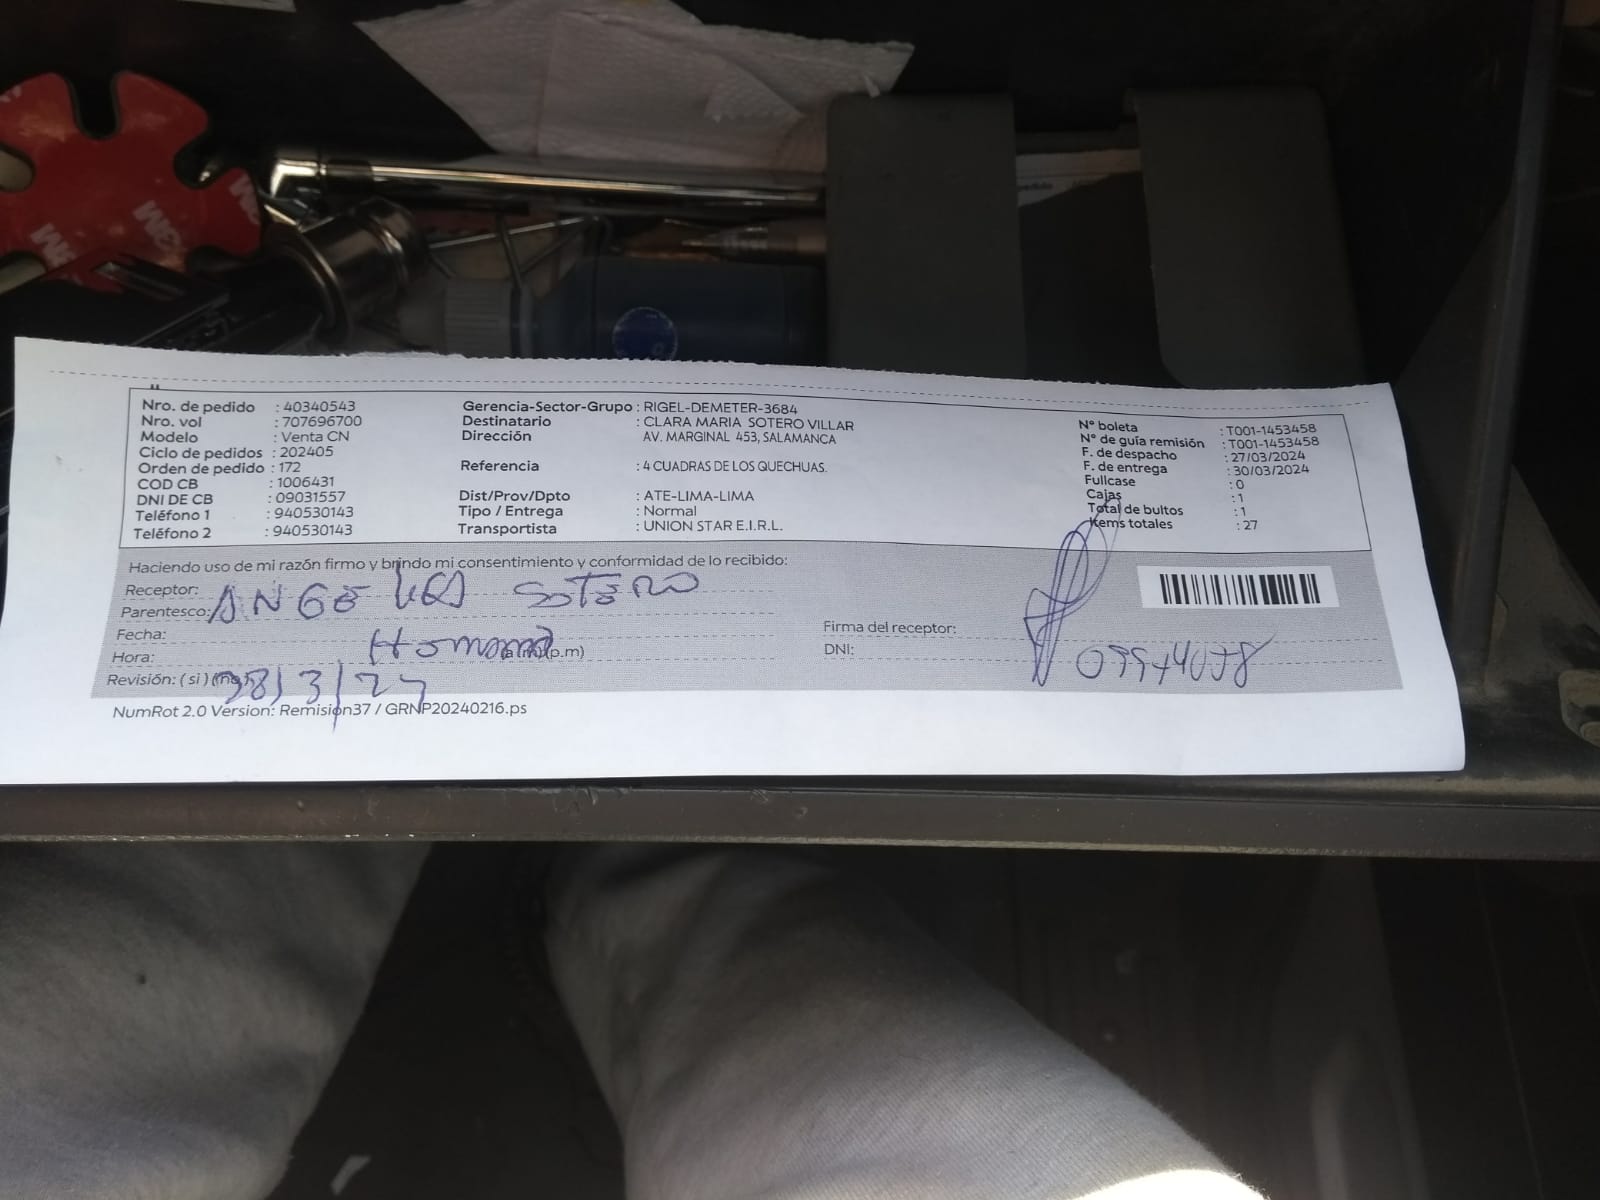 3M
3M
Nro. de pedido : 40340543
Nro. vol : 707696700
Modelo : Venta CN
Ciclo de pedidos : 202405
Orden de pedido : 172
COD CB : 1006431
DNI DE CB : 09031557
Teléfono 1 : 940530143
Teléfono 2 : 940530143
Gerencia-Sector-Grupo : RIGEL-DEMETER-3684
Destinatario : CLARA MARIA SOTERO VILLAR
Dirección AV. MARGINAL 453, SALAMANCA
Referencia : 4 CUADRAS DE LOS QUECHUAS.
Dist/Prov/Dpto : ATE-LIMA-LIMA
Tipo / Entrega : Normal
Transportista : UNION STAR E.I.R.L.
N° boleta : T001-1453458
N° de guía remisión : T001-1453458
F. de despacho : 27/03/2024
F. de entrega : 30/03/2024
Fullcase : 0
Cajas : 1
Total de bultos : 1
Items totales : 27
Haciendo uso de mi razón firmo y brindo mi consentimiento y conformidad de lo recibido:
Receptor:
Parentesco: SOTERO
Fecha:
Hora: (a.m) (p.m)
Revisión: ( si ) (no)
Firma del receptor:
DNI:
NumRot 2.0 Version: Remision37 / GRNP20240216.ps